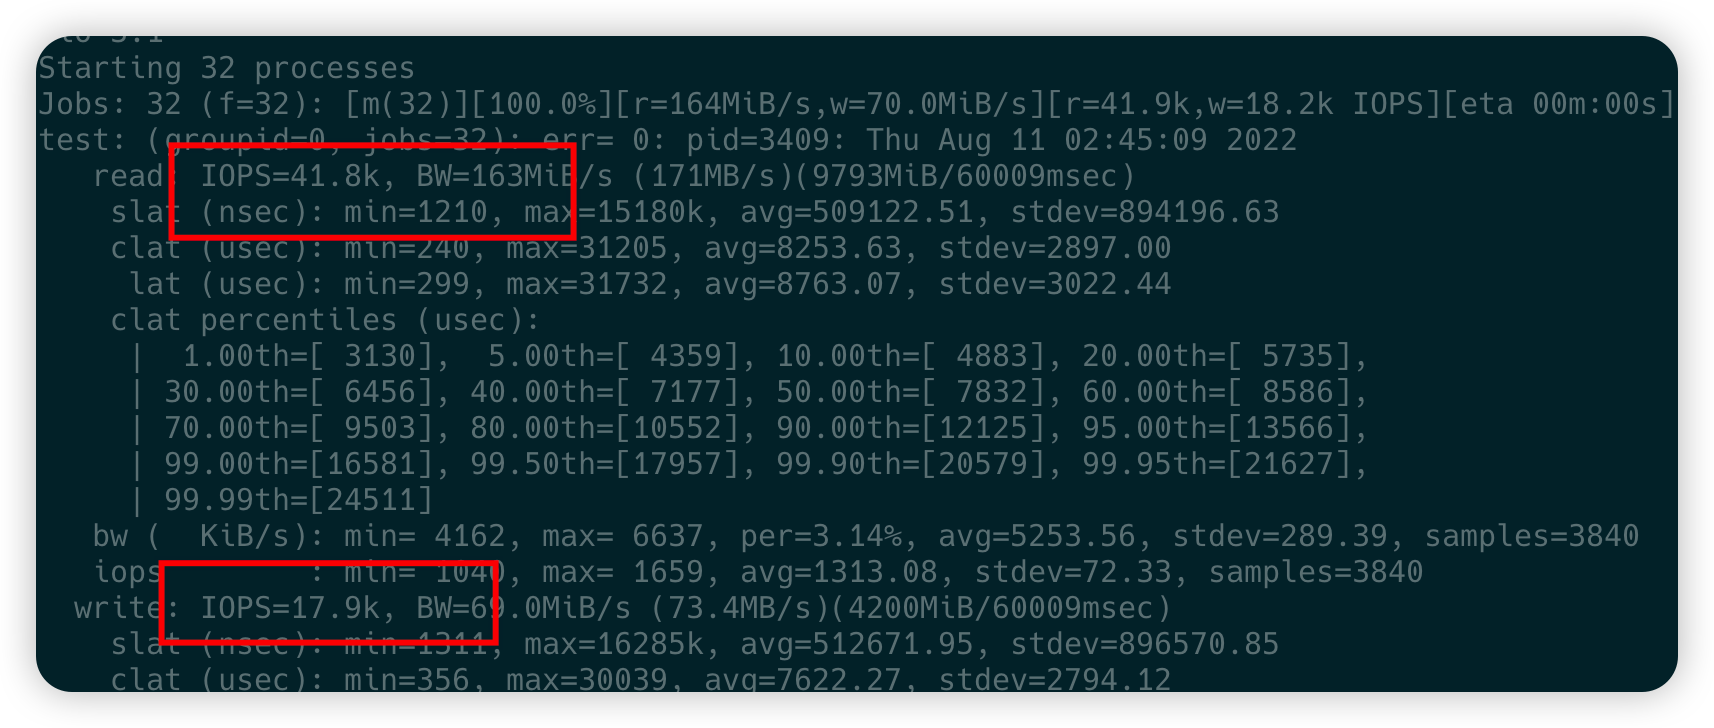 fio 3.1
Starting 32 processes
Jobs: 32 (f=32): [m(32)][100.0%][r=164MiB/s,w=70.0MiB/s][r=41.9k,w=18.2k IOPS][eta 00m:00s]
test: (groupid=0, jobs=32): err= 0: pid=3409: Thu Aug 11 02:45:09 2022
read: IOPS=41.8k, BW=163MiB/s (171MB/s)(9793MiB/60009msec)
slat (nsec): min=1210, max=15180k, avg=509122.51, stdev=894196.63
clat (usec): min=240, max=31205, avg=8253.63, stdev=2897.00
lat (usec): min=299, max=31732, avg=8763.07, stdev=3022.44
clat percentiles (usec):
| 1.00th=[ 3130], 5.00th=[ 4359], 10.00th=[ 4883], 20.00th=[ 5735],
| 30.00th=[ 6456], 40.00th=[ 7177], 50.00th=[ 7832], 60.00th=[ 8586],
| 70.00th=[ 9503], 80.00th=[10552], 90.00th=[12125], 95.00th=[13566],
| 99.00th=[16581], 99.50th=[17957], 99.90th=[20579], 99.95th=[21627],
| 99.99th=[24511]
bw ( KiB/s): min= 4162, max= 6637, per=3.14%, avg=5253.56, stdev=289.39, samples=3840
iops : min= 1040, max= 1659, avg=1313.08, stdev=72.33, samples=3840
write: IOPS=17.9k, BW=69.0MiB/s (73.4MB/s)(4200MiB/60009msec)
slat (nsec): min=1311, max=16285k, avg=512671.95, stdev=896570.85
clat (usec): min=356, max=30039, avg=7622.27, stdev=2794.12